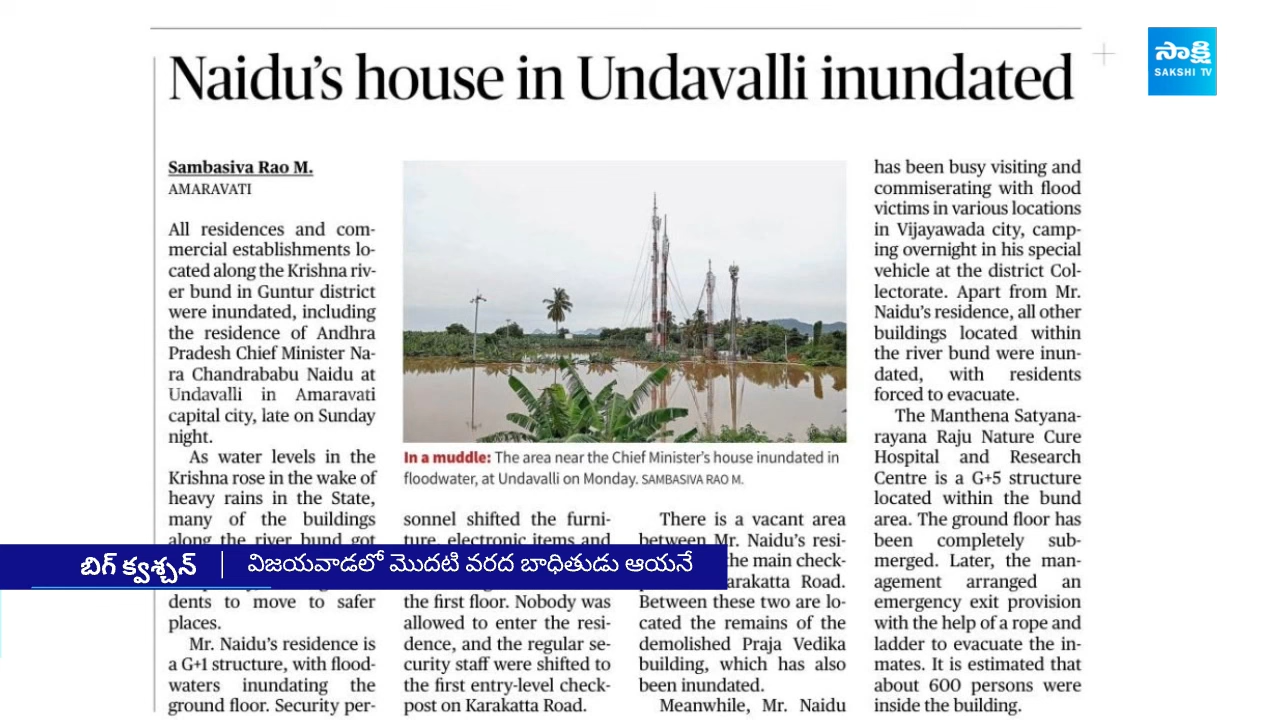 Naidu's house in Undavalli inundated
సాక్షి
SAKSHI TV
Sambasiva Rao M.
AMARAVATI
All residences and com-
mercial establishments lo-
cated along the Krishna riv-
er bund in Guntur district
were inundated, including
the residence of Andhra
Pradesh Chief Minister Na-
ra Chandrababu Naidu at
Undavalli in Amaravati
capital city, late on Sunday
night.
As water levels in the
Krishna rose in the wake of
heavy rains in the State,
many of the buildings
along the river bund got
dents to move to safer
places.
Mr. Naidu's residence is
a G+1 structure, with flood-
waters inundating the
ground floor. Security per-
In a muddle: The area near the Chief Minister's house inundated in
floodwater, at Undavalli on Monday. SAMBASIVA RAO M.
sonnel shifted the furni-
ture, electronic items and
the first floor. Nobody was
allowed to enter the resi-
dence, and the regular se-
curity staff were shifted to
the first entry-level check-
post on Karakatta Road.
There is a vacant area
between Mr. Naidu's resi-
the main check-
arakatta Road.
Between these two are lo-
cated the remains of the
demolished Praja Vedika
building, which has also
been inundated.
Meanwhile, Mr. Naidu
has been busy visiting and
commiserating with flood
victims in various locations
in Vijayawada city, camp-
ing overnight in his special
vehicle at the district Col-
lectorate. Apart from Mr.
Naidu's residence, all other
buildings located within
the river bund were inun-
dated, with residents
forced to evacuate.
The Manthena Satyana-
rayana Raju Nature Cure
Hospital and Research
Centre is a G+5 structure
located within the bund
area. The ground floor has
been completely sub-
merged. Later, the man-
agement arranged an
emergency exit provision
with the help of a rope and
ladder to evacuate the in-
mates. It is estimated that
about 600 persons were
inside the building.
బిగ్ క్వశ్చన్ | విజయవాడలో మొదటి వరద బాధితుడు ఆయనే